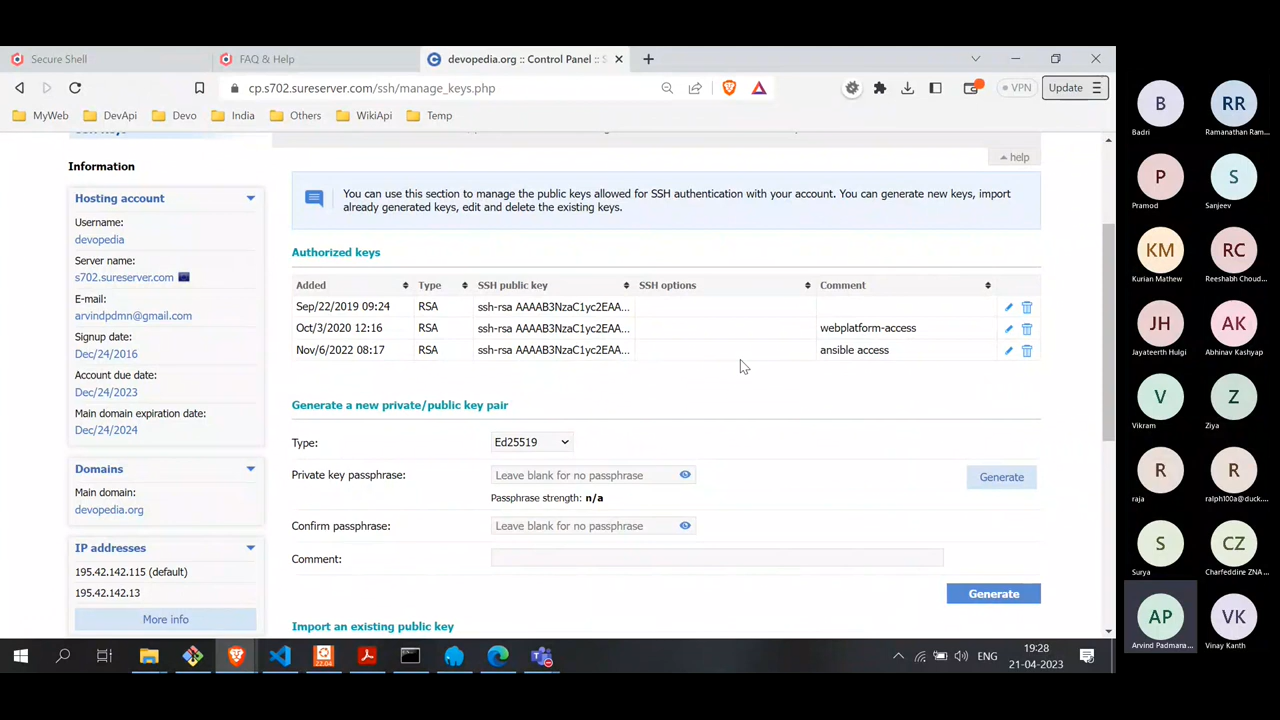 Secure Shell
FAQ & Help
devopedia.org :: Control Panel :: S
cp.s702.sureserver.com/ssh/manage_keys.php
VPN
Update
MyWeb
DevApi
Devo
India
Others
WikiApi
Temp
Information
Hosting account
Username:
devopedia
Server name:
s702.sureserver.com
E-mail:
arvindpdmn@gmail.com
Signup date:
Dec/24/2016
Account due date:
Dec/24/2023
Main domain expiration date:
Dec/24/2024
Domains
Main domain:
devopedia.org
IP addresses
195.42.142.115 (default)
195.42.142.13
More info
help
You can use this section to manage the public keys allowed for SSH authentication with your account. You can generate new keys, import
already generated keys, edit and delete the existing keys.
Authorized keys
Added Type SSH public key SSH options Comment
Sep/22/2019 09:24 RSA ssh-rsa AAAAB3NzaC1yc2EAA...
Oct/3/2020 12:16 RSA ssh-rsa AAAAB3NzaC1yc2EAA... webplatform-access
Nov/6/2022 08:17 RSA ssh-rsa AAAAB3NzaC1yc2EAA... ansible access
Generate a new private/public key pair
Type: Ed25519
Private key passphrase: Leave blank for no passphrase
Generate
Passphrase strength: n/a
Confirm passphrase: Leave blank for no passphrase
Comment:
Generate
Import an existing public key
22.04
ENG
19:28
21-04-2023
B
Badri
RR
Ramanathan Ram...
P
Pramod
S
Sanjeev
KM
Kurian Mathew
RC
Reeshabh Choud...
JH
Jayateerth Hulgi
AK
Abhinav Kashyap
V
Vikram
Z
Ziya
R
raja
R
ralph100a@duck....
S
Surya
CZ
Charfeddine ZNA...
AP
Arvind Padmana...
VK
Vinay Kanth